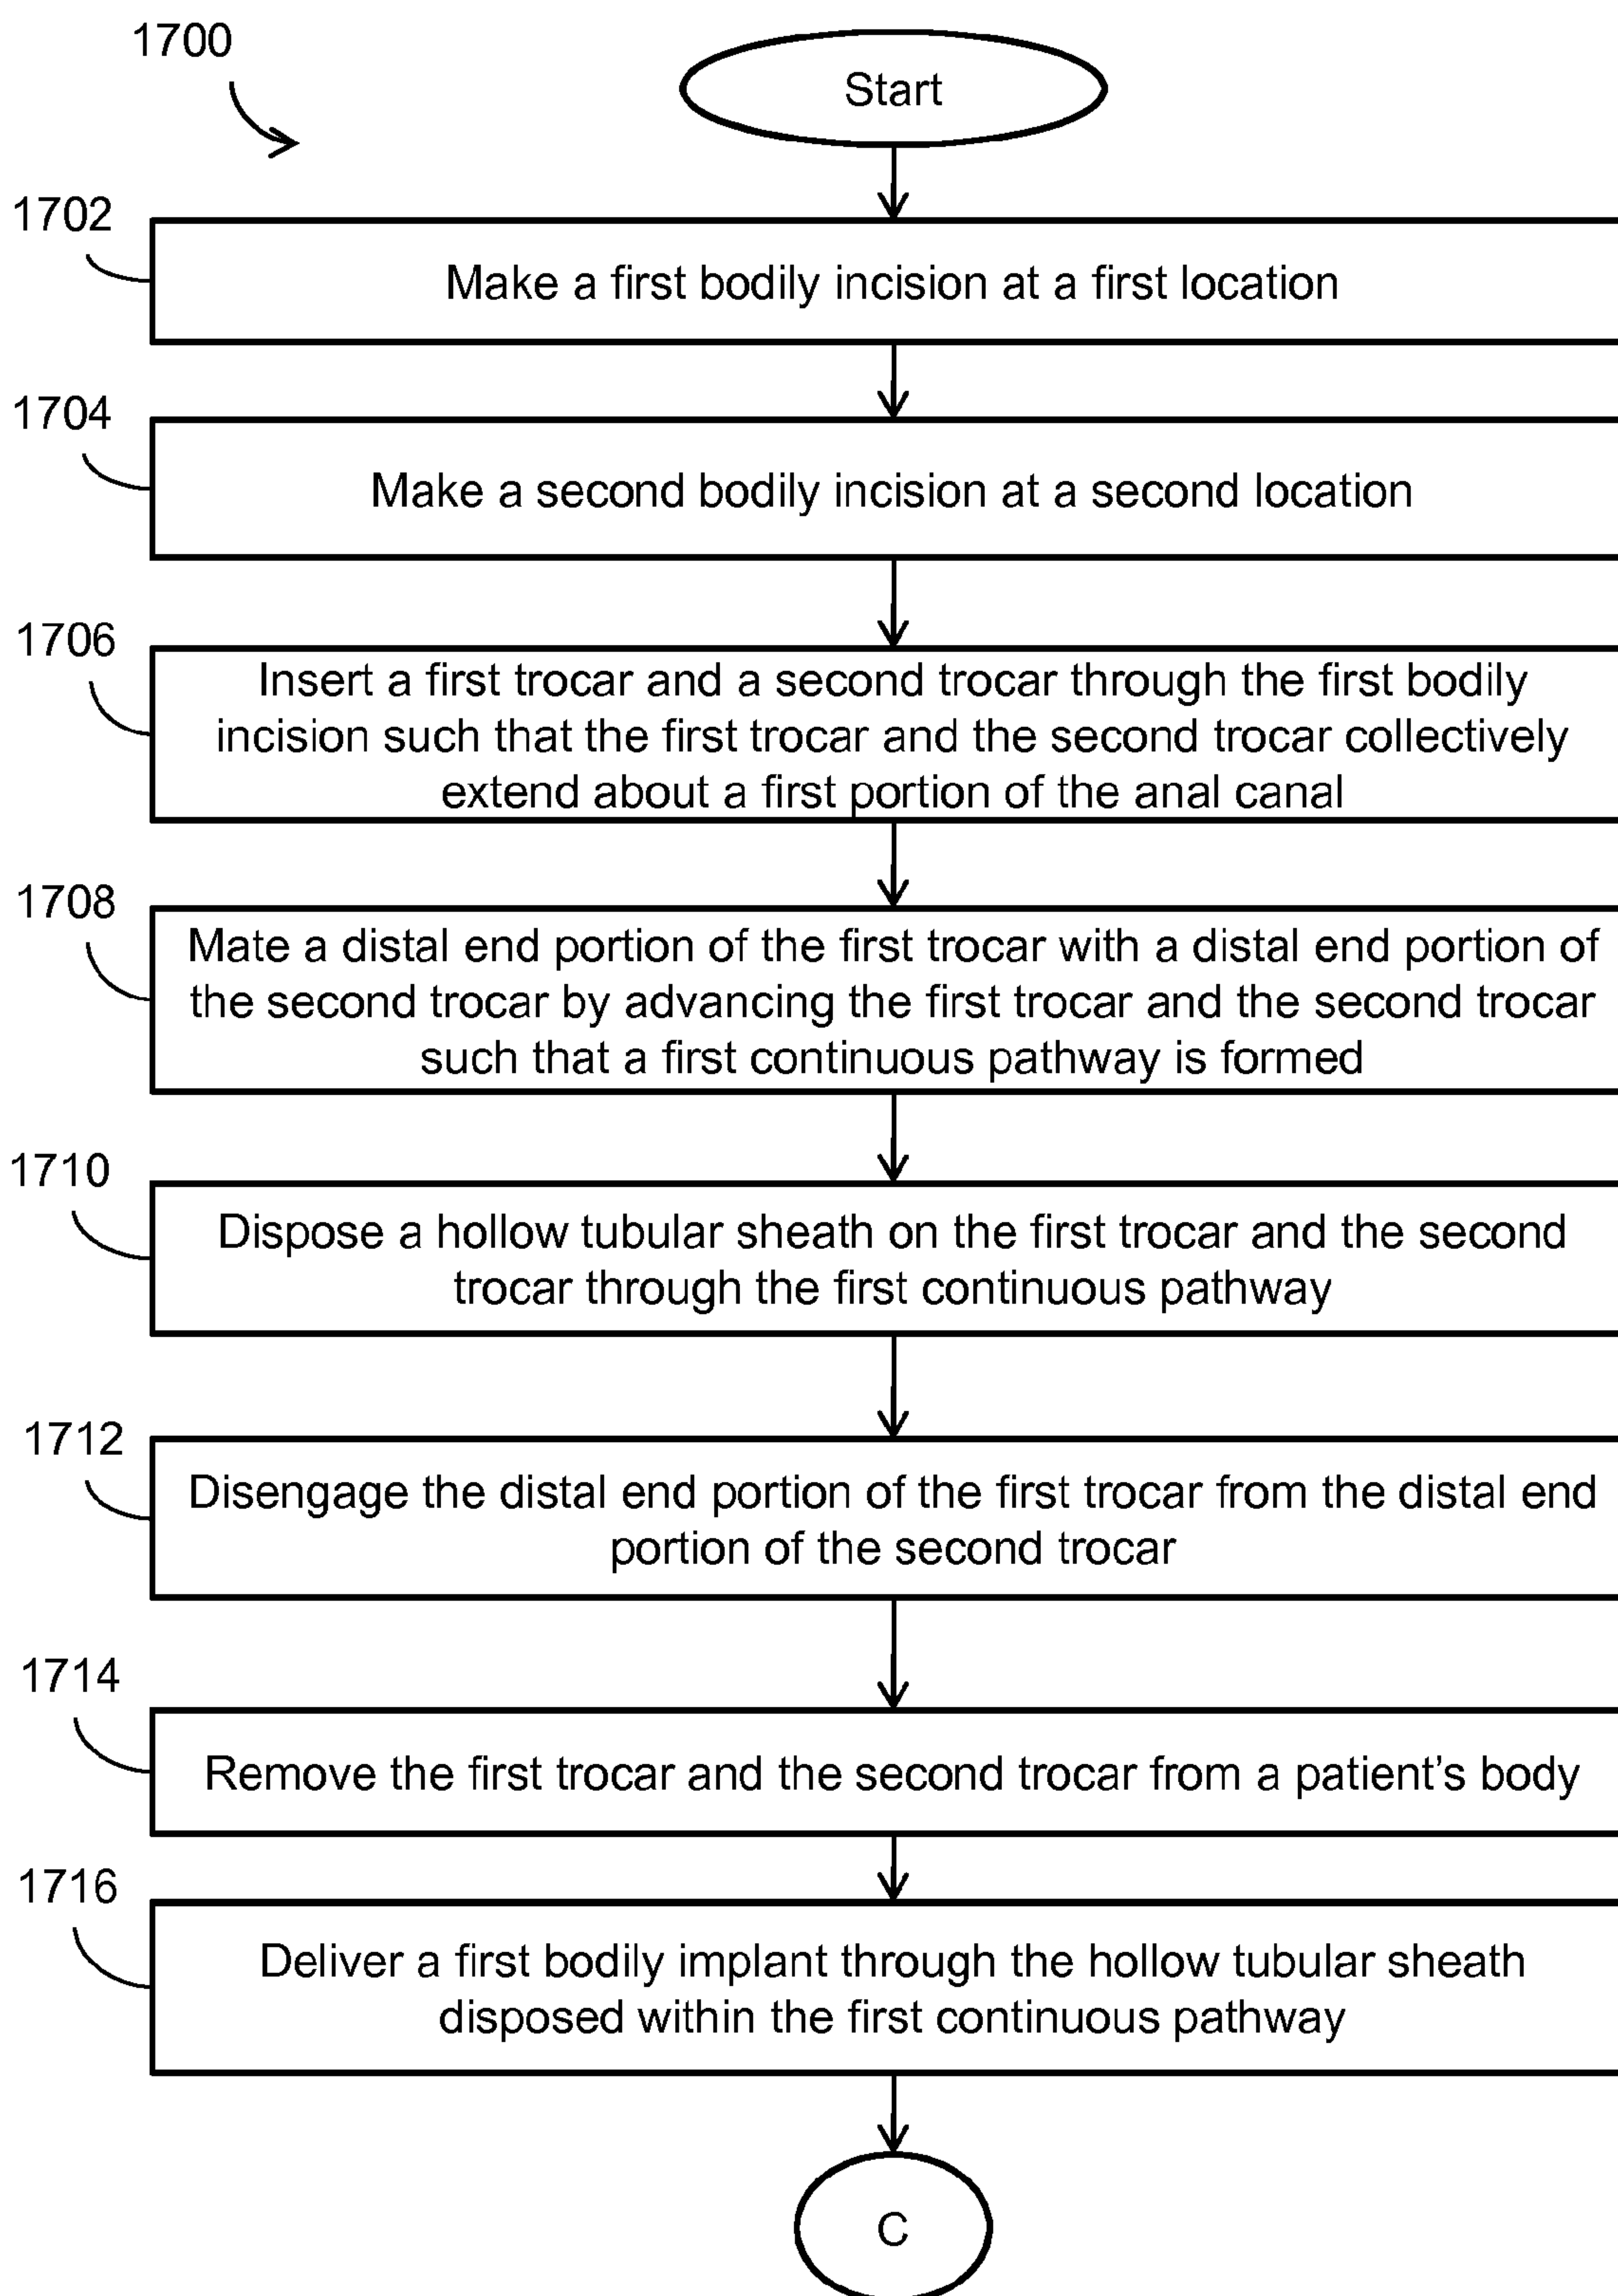 1700
Start
1702
Make a first bodily incision at a first location
1704
Make a second bodily incision at a second location
1706
Insert a first trocar and a second trocar through the first bodily
incision such that the first trocar and the second trocar collectively
extend about a first portion of the anal canal
1708
Mate a distal end portion of the first trocar with a distal end portion of
the second trocar by advancing the first trocar and the second trocar
such that a first continuous pathway is formed
1710
Dispose a hollow tubular sheath on the first trocar and the second
trocar through the first continuous pathway
1712
Disengage the distal end portion of the first trocar from the distal end
portion of the second trocar
1714
Remove the first trocar and the second trocar from a patient's body
1716
Deliver a first bodily implant through the hollow tubular sheath
disposed within the first continuous pathway
C